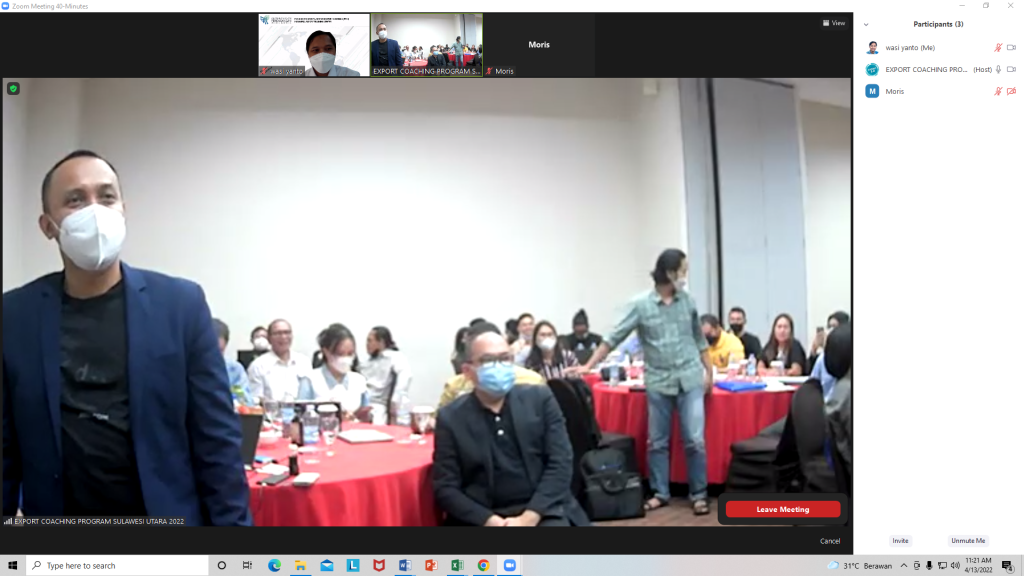 Zoom Meeting 40-Minutes
wasi yanto
EXPORT COACHING PROGRAM S...
Moris
Moris
View
Participants (3)
wasi yanto (Me)
EXPORT COACHING PRO... (Host)
M Moris
EXPORT COACHING PROGRAM SULAWESI UTARA 2022
Leave Meeting
Cancel
Invite
Unmute Me
Type here to search
31°C Berawan
11:21 AM
4/13/2022
4